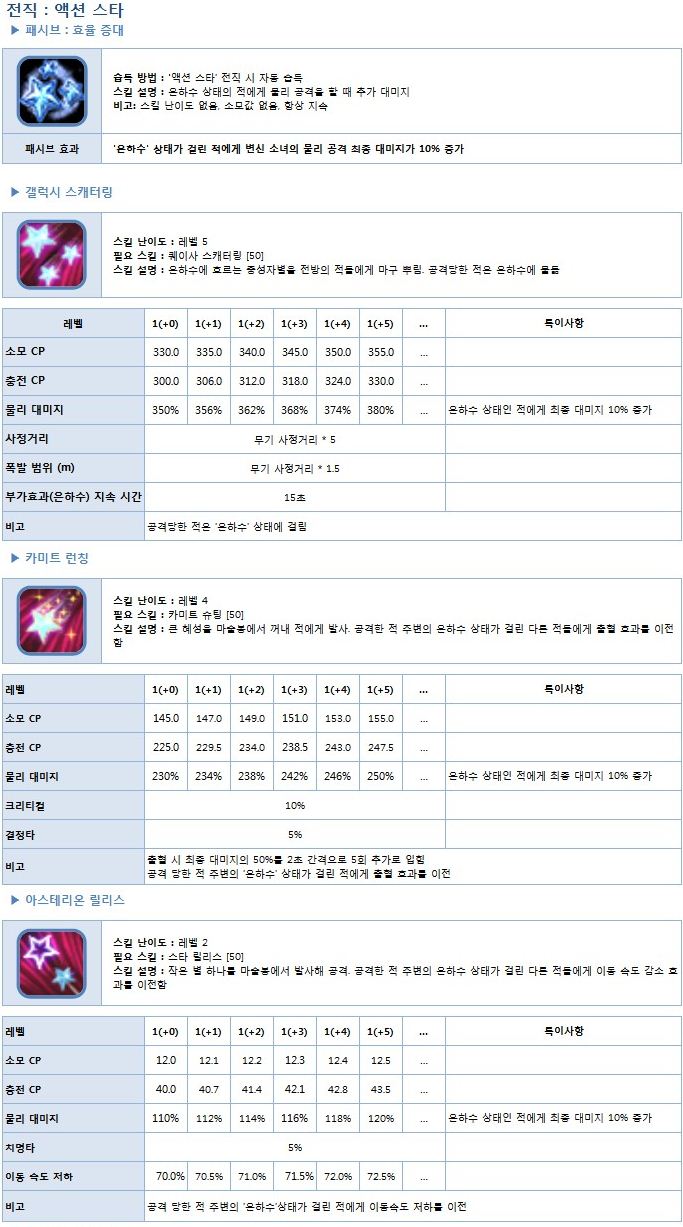 전직 : 액션 스타
▶ 패시브 : 효율 증대
습득 방법 : '액션 스타' 전직 시 자동 습득
스킬 설명 : 은하수 상태의 적에게 물리 공격을 할 때 추가 대미지
비고: 스킬 난이도 없음, 소모값 없음, 항상 지속
패시브 효과 '은하수' 상태가 걸린 적에게 변신 소녀의 물리 공격 최종 대미지가 10% 증가
▶ 갤럭시 스캐터링
스킬 난이도 : 레벨 5
필요 스킬 : 퀘이사 스캐터링 [50]
스킬 설명 : 은하수에 흐르는 중성자별을 전방의 적들에게 마구 뿌림. 공격당한 적은 은하수에 물듦
레벨 1(+0) 1(+1) 1(+2) 1(+3) 1(+4) 1(+5) ... 특이사항
소모 CP 330.0 335.0 340.0 345.0 350.0 355.0 ...
충전 CP 300.0 306.0 312.0 318.0 324.0 330.0 ...
물리 대미지 350% 356% 362% 368% 374% 380% ... 은하수 상태인 적에게 최종 대미지 10% 증가
사정거리 무기 사정거리 * 5
폭발 범위 (m) 무기 사정거리 * 1.5
부가효과(은하수) 지속 시간 15초
비고 공격당한 적은 '은하수' 상태에 걸림
▶ 카미트 런칭
스킬 난이도 : 레벨 4
필요 스킬 : 카미트 슈팅 [50]
스킬 설명 : 큰 혜성을 마술봉에서 꺼내 적에게 발사. 공격한 적 주변의 은하수 상태가 걸린 다른 적들에게 출혈 효과를 이전
함
레벨 1(+0) 1(+1) 1(+2) 1(+3) 1(+4) 1(+5) ... 특이사항
소모 CP 145.0 147.0 149.0 151.0 153.0 155.0 ...
충전 CP 225.0 229.5 234.0 238.5 243.0 247.5 ...
물리 대미지 230% 234% 238% 242% 246% 250% ... 은하수 상태인 적에게 최종 대미지 10% 증가
크리티컬 10%
결정타 5%
비고 출혈 시 최종 대미지의 50%를 2초 간격으로 5회 추가로 입힘
공격 당한 적 주변의 '은하수' 상태가 걸린 적에게 출혈 효과를 이전
▶ 아스테리온 릴리스
스킬 난이도 : 레벨 2
필요 스킬 : 스타 릴리스 [50]
스킬 설명 : 작은 별 하나를 마술봉에서 발사해 공격. 공격한 적 주변의 은하수 상태가 걸린 다른 적들에게 이동 속도 감소 효
과를 이전함
레벨 1(+0) 1(+1) 1(+2) 1(+3) 1(+4) 1(+5) ... 특이사항
소모 CP 12.0 12.1 12.2 12.3 12.4 12.5 ...
충전 CP 40.0 40.7 41.4 42.1 42.8 43.5 ...
물리 대미지 110% 112% 114% 116% 118% 120% ... 은하수 상태인 적에게 최종 대미지 10% 증가
치명타 5%
이동 속도 저하 70.0% 70.5% 71.0% 71.5% 72.0% 72.5% ...
비고 공격 당한 적 주변의 '은하수'상태가 걸린 적에게 이동속도 저하를 이전